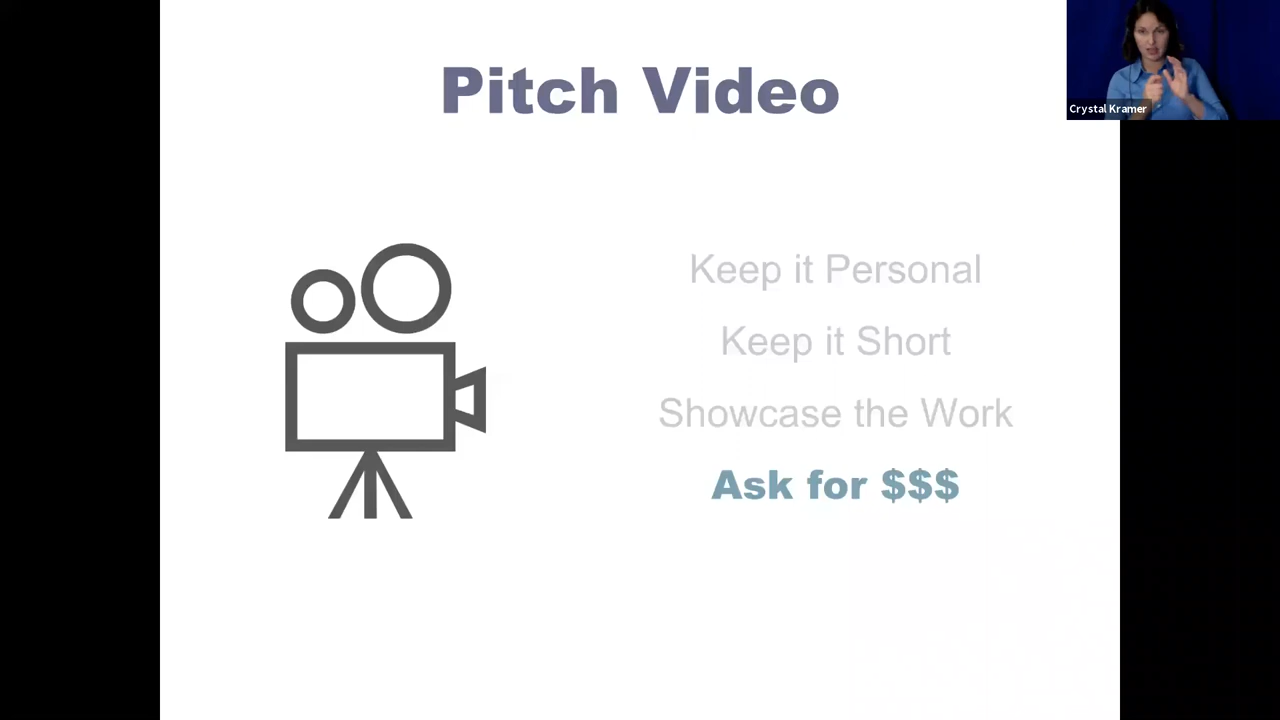 Pitch Video
Crystal Kramer
Keep it Personal
Keep it Short
Showcase the Work
Ask for $$$